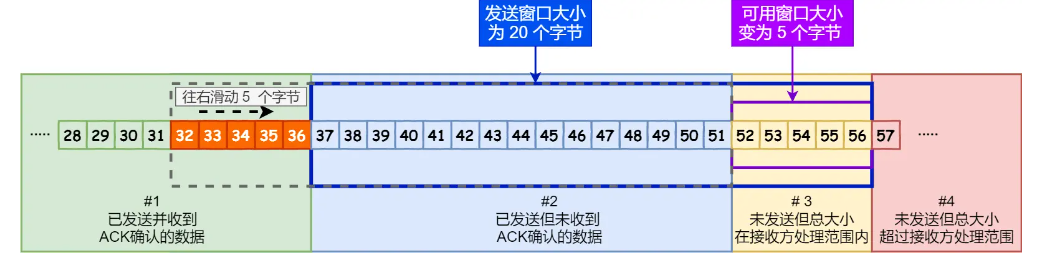 发送窗口大小
为 20 个字节
可用窗口大小
变为 5 个字节
往右滑动 5 个字节
..... 28 29 30 31 32 33 34 35 36 37 38 39 40 41 42 43 44 45 46 47 48 49 50 51 52 53 54 55 56 57 .....
#1
已发送并收到
ACK确认的数据
#2
已发送但未收到
ACK确认的数据
# 3
未发送但总大小
在接收方处理范围内
#4
未发送但总大小
超过接收方处理范围